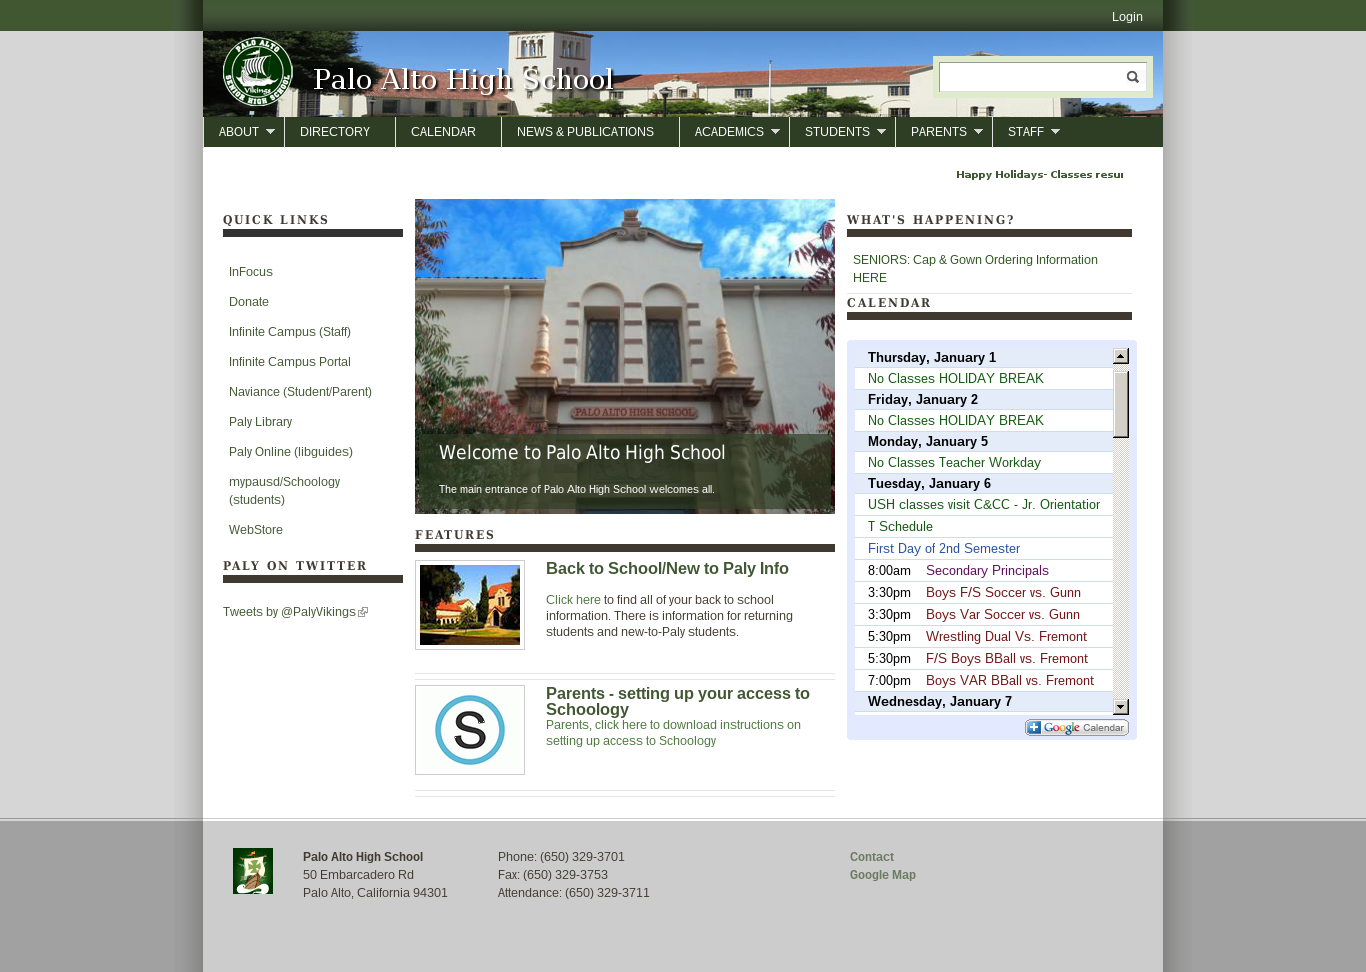 Login
PALO ALTO
Vikings
SENIOR HIGH SCHOOL
Palo Alto High School
ABOUT
DIRECTORY
CALENDAR
NEWS & PUBLICATIONS
ACADEMICS
STUDENTS
PARENTS
STAFF
Happy Holidays- Classes resu
QUICK LINKS
InFocus
Donate
Infinite Campus (Staff)
Infinite Campus Portal
Naviance (Student/Parent)
Paly Library
Paly Online (libguides)
mypausd/Schoology
(students)
WebStore
PALY ON TWITTER
Tweets by @PalyVikings
PALO ALTO HIGH SCHOOL
Welcome to Palo Alto High School
The main entrance of Palo Alto High School welcomes all.
FEATURES
Back to School/New to Paly Info
Click here to find all of your back to school
information. There is information for returning
students and new-to-Paly students.
S
Parents - setting up your access to
Schoology
Parents, click here to download instructions on
setting up access to Schoology
WHAT'S HAPPENING?
SENIORS: Cap & Gown Ordering Information
HERE
CALENDAR
Thursday, January 1
No Classes HOLIDAY BREAK
Friday, January 2
No Classes HOLIDAY BREAK
Monday, January 5
No Classes Teacher Workday
Tuesday, January 6
USH classes visit C&CC - Jr. Orientation
T Schedule
First Day of 2nd Semester
8:00am Secondary Principals
3:30pm Boys F/S Soccer vs. Gunn
3:30pm Boys Var Soccer vs. Gunn
5:30pm Wrestling Dual Vs. Fremont
5:30pm F/S Boys BBall vs. Fremont
7:00pm Boys VAR BBall vs. Fremont
Wednesday, January 7
Google Calendar
Palo Alto High School
50 Embarcadero Rd
Palo Alto, California 94301
Phone: (650) 329-3701
Fax: (650) 329-3753
Attendance: (650) 329-3711
Contact
Google Map